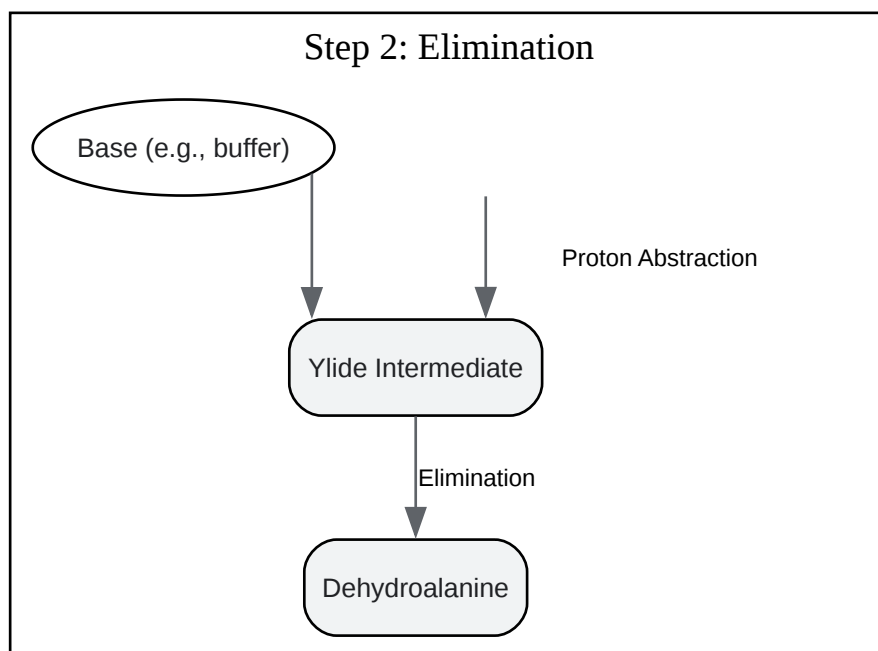 Step 2: Elimination
Base (e.g., buffer)
Proton Abstraction
Ylide Intermediate
Elimination
Dehydroalanine